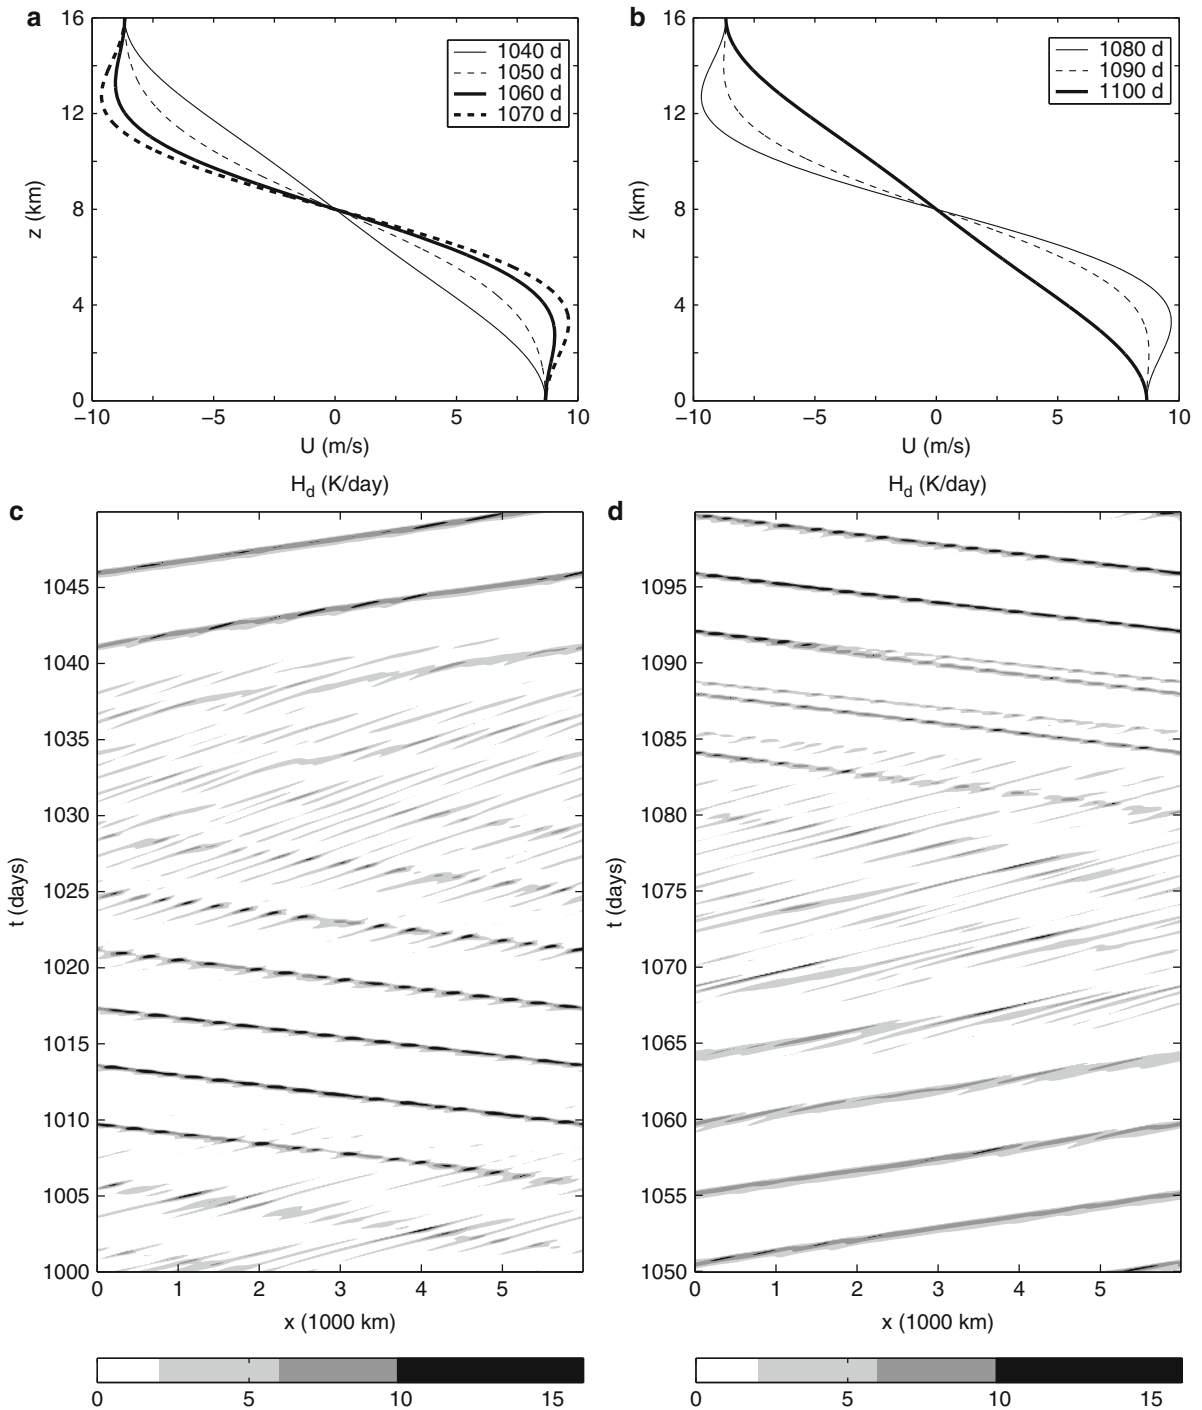 a
16
12
8
4
0
z (km)
−10
−5
0
5
10
U (m/s)
1040 d
1050 d
1060 d
1070 d
b
16
12
8
4
0
z (km)
−10
−5
0
5
10
U (m/s)
1080 d
1090 d
1100 d
c
H_d (K/day)
1045
1040
1035
1030
1025
1020
1015
1010
1005
1000
t (days)
0
1
2
3
4
5
x (1000 km)
0
5
10
15
d
H_d (K/day)
1095
1090
1085
1080
1075
1070
1065
1060
1055
1050
t (days)
0
1
2
3
4
5
x (1000 km)
0
5
10
15